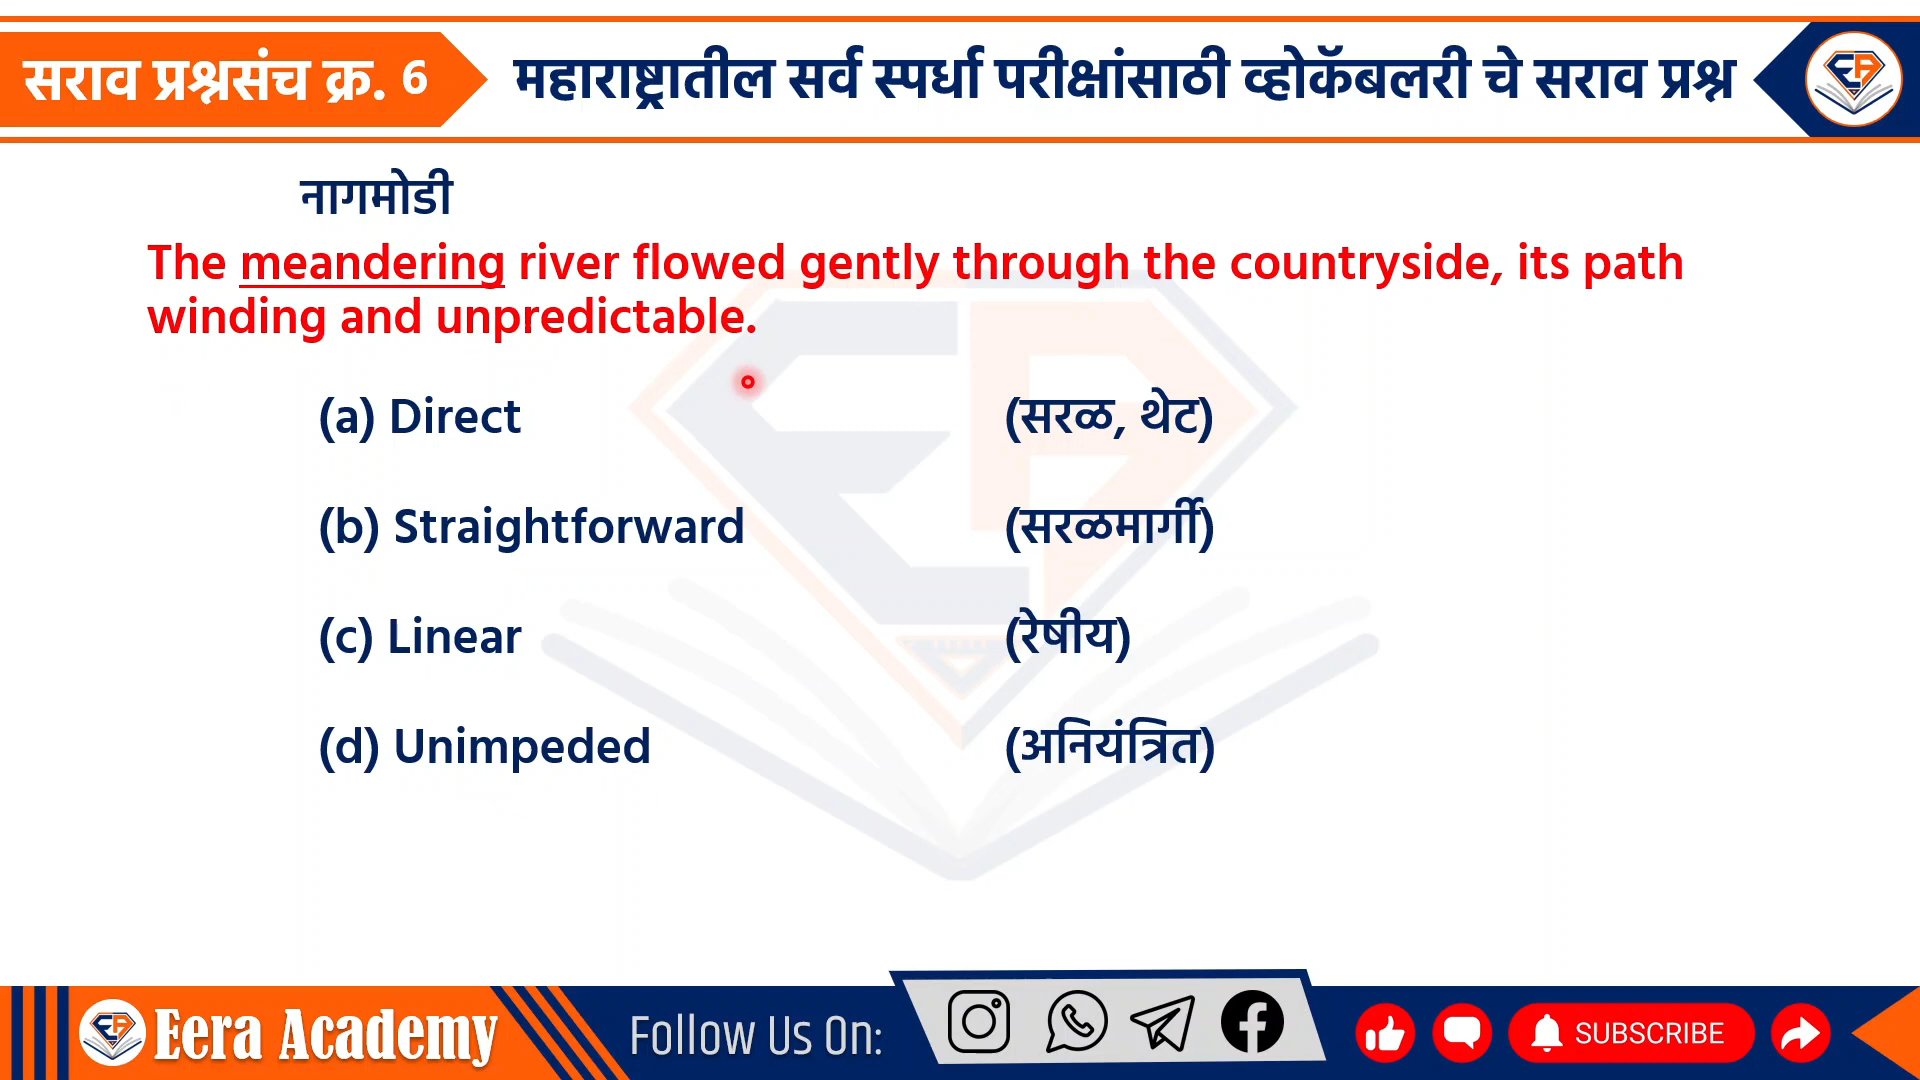 सराव प्रश्नसंच क्र. 6
महाराष्ट्रातील सर्व स्पर्धा परीक्षांसाठी व्होकॅबलरी चे सराव प्रश्न
नागमोडी
The meandering river flowed gently through the countryside, its path
winding and unpredictable.
(a) Direct (सरळ, थेट)
(b) Straightforward (सरळमार्गी)
(c) Linear (रेषीय)
(d) Unimpeded (अनियंत्रित)
Eera Academy
Follow Us On:
SUBSCRIBE